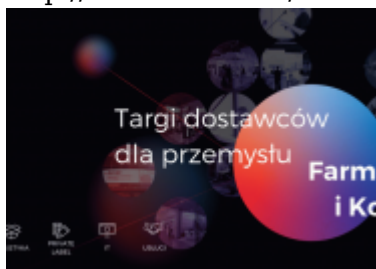 Targi dostawców
dla przemysłu
Farm
i Ko
PRIVATE
LABEL
IT
USŁUGI